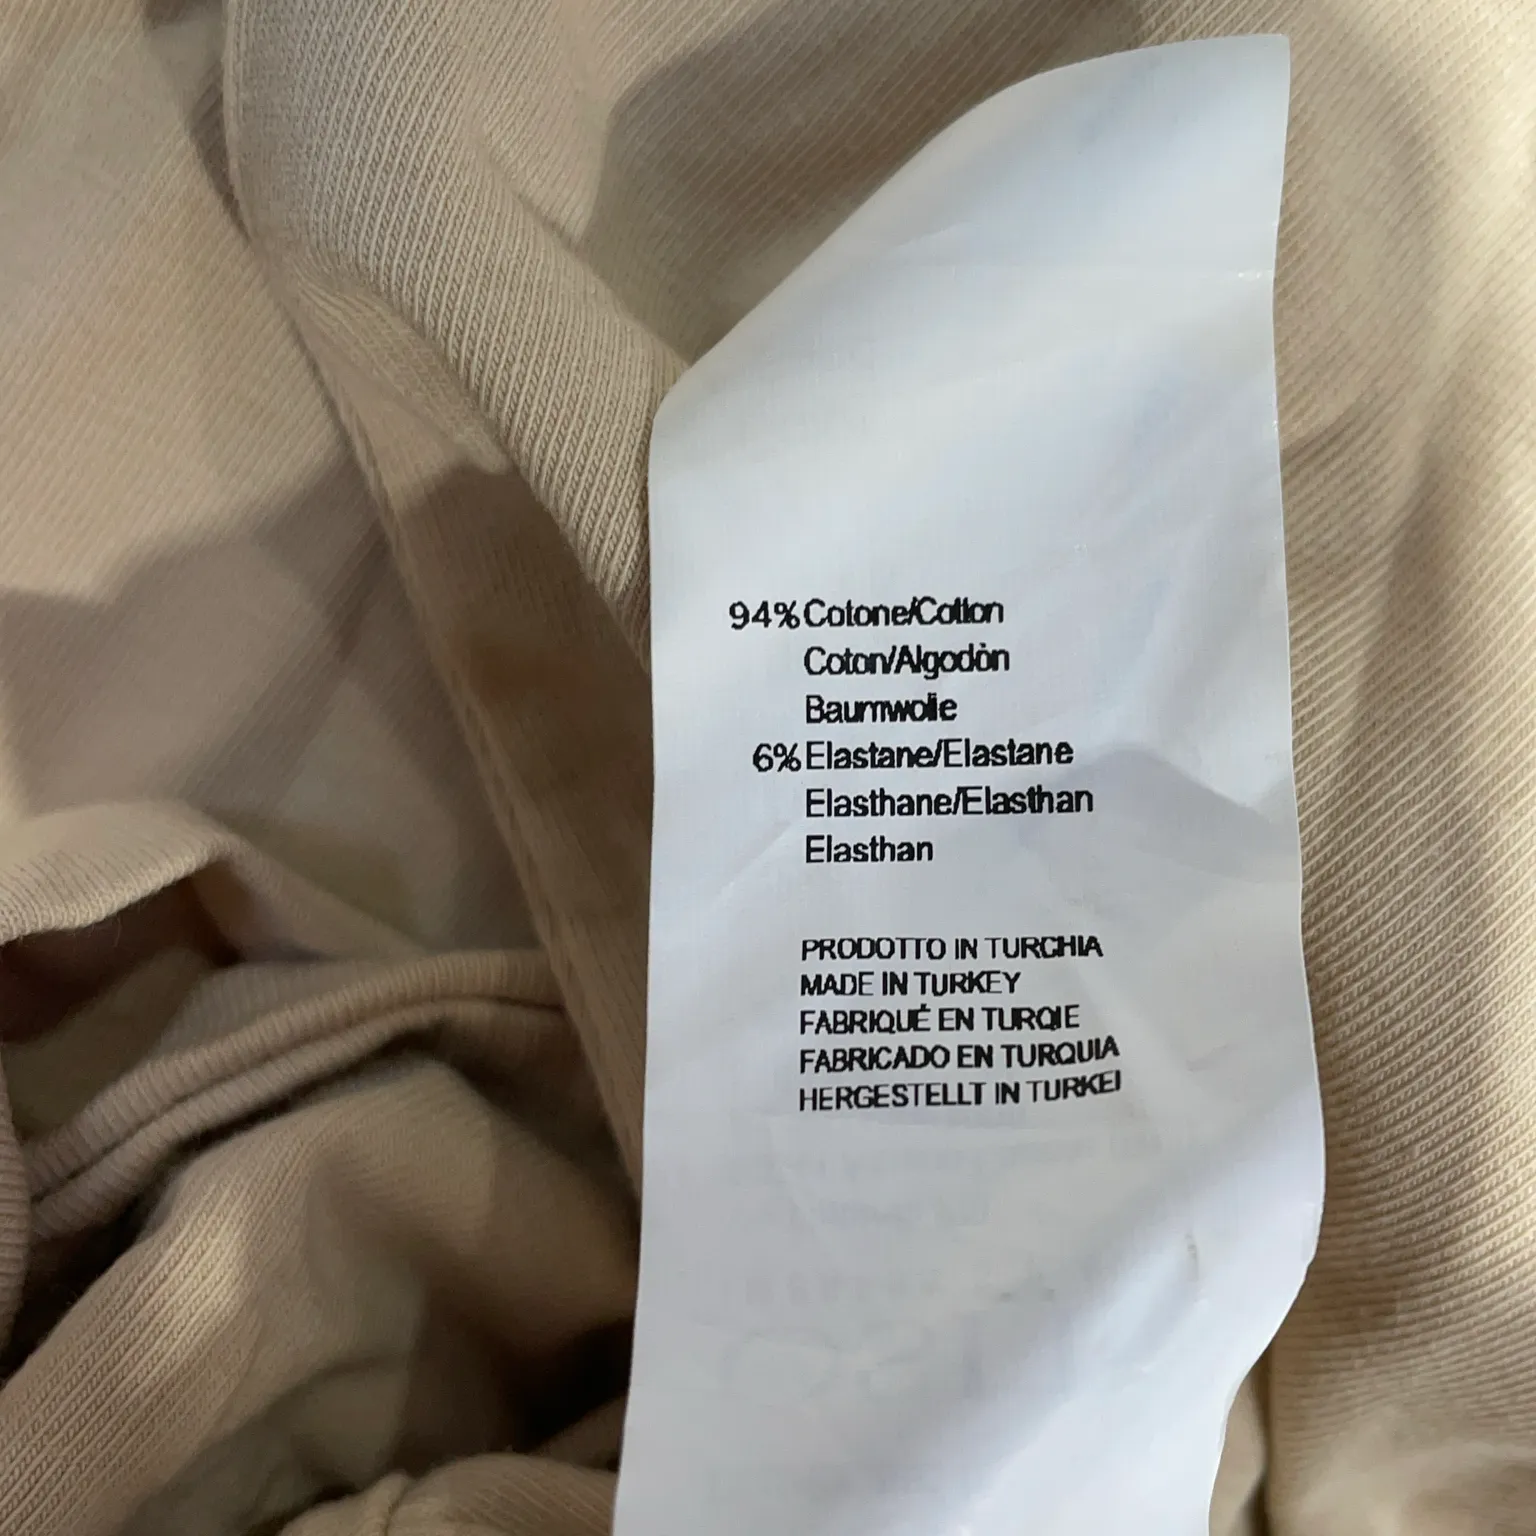 94% Cotone/Cotton
Coton/Algodòn
Baumwolle
6% Elastane/Elastane
Elasthane/Elasthan
Elasthan
PRODOTTO IN TURCHIA
MADE IN TURKEY
FABRIQUÉ EN TURQIE
FABRICADO EN TURQUIA
HERGESTELLT IN TURKEI